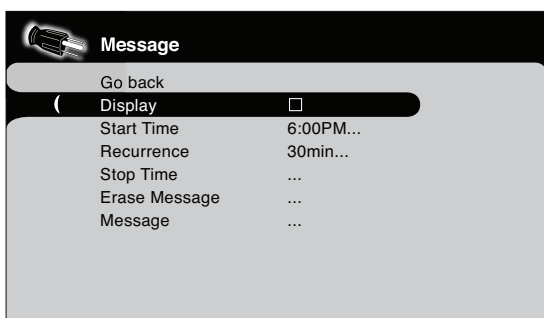 Message
Go back
Display □
Start Time 6:00PM...
Recurrence 30min...
Stop Time ...
Erase Message ...
Message ...